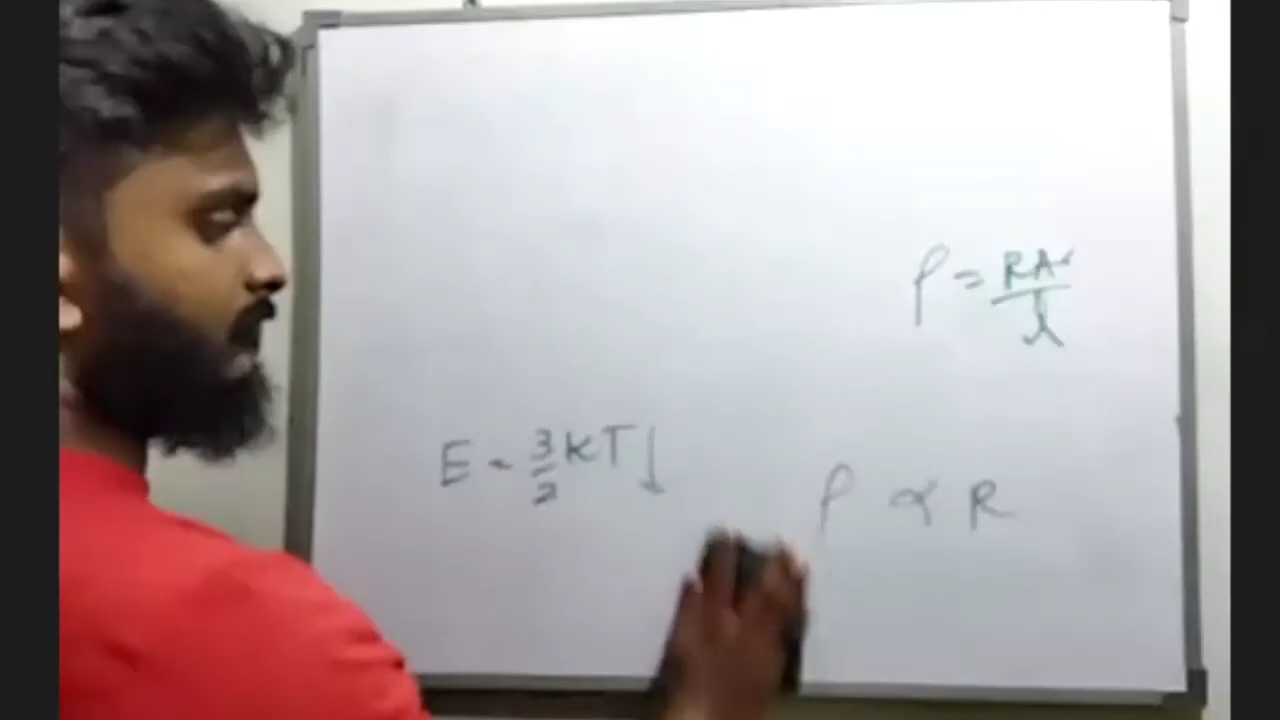 ρ = RA/l
E = 3/2 KT↓
ρ ∝ R